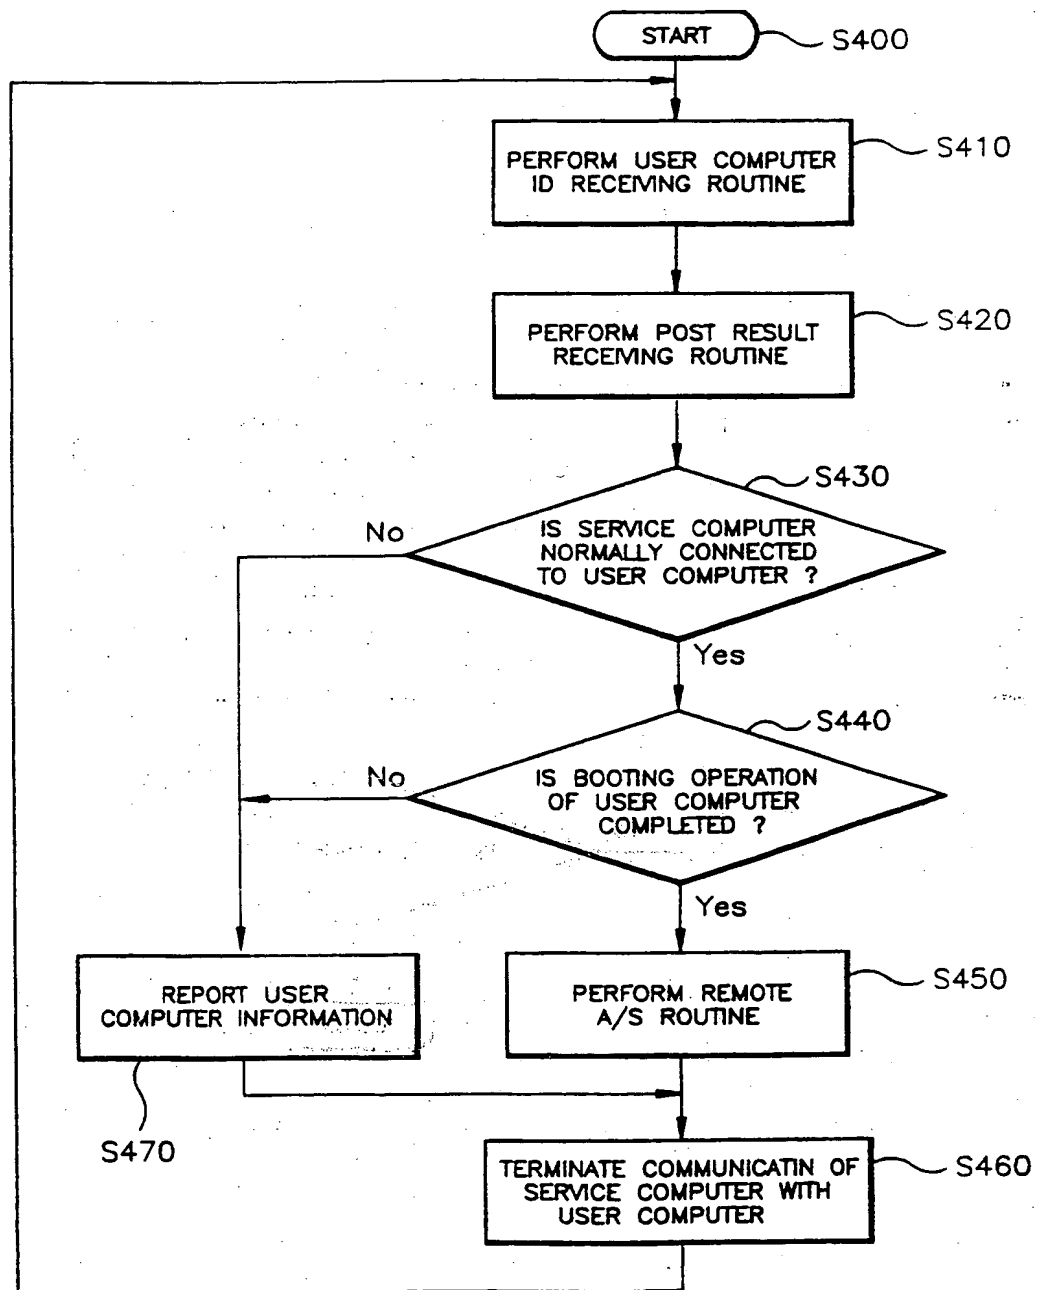 START
S400
PERFORM USER COMPUTER
ID RECEIVING ROUTINE
S410
PERFORM POST RESULT
RECEIVING ROUTINE
S420
S430
IS SERVICE COMPUTER
NORMALLY CONNECTED
TO USER COMPUTER ?
No
Yes
S440
IS BOOTING OPERATION
OF USER COMPUTER
COMPLETED ?
No
Yes
REPORT USER
COMPUTER INFORMATION
S470
PERFORM REMOTE
A/S ROUTINE
S450
TERMINATE COMMUNICATIN OF
SERVICE COMPUTER WITH
USER COMPUTER
S460